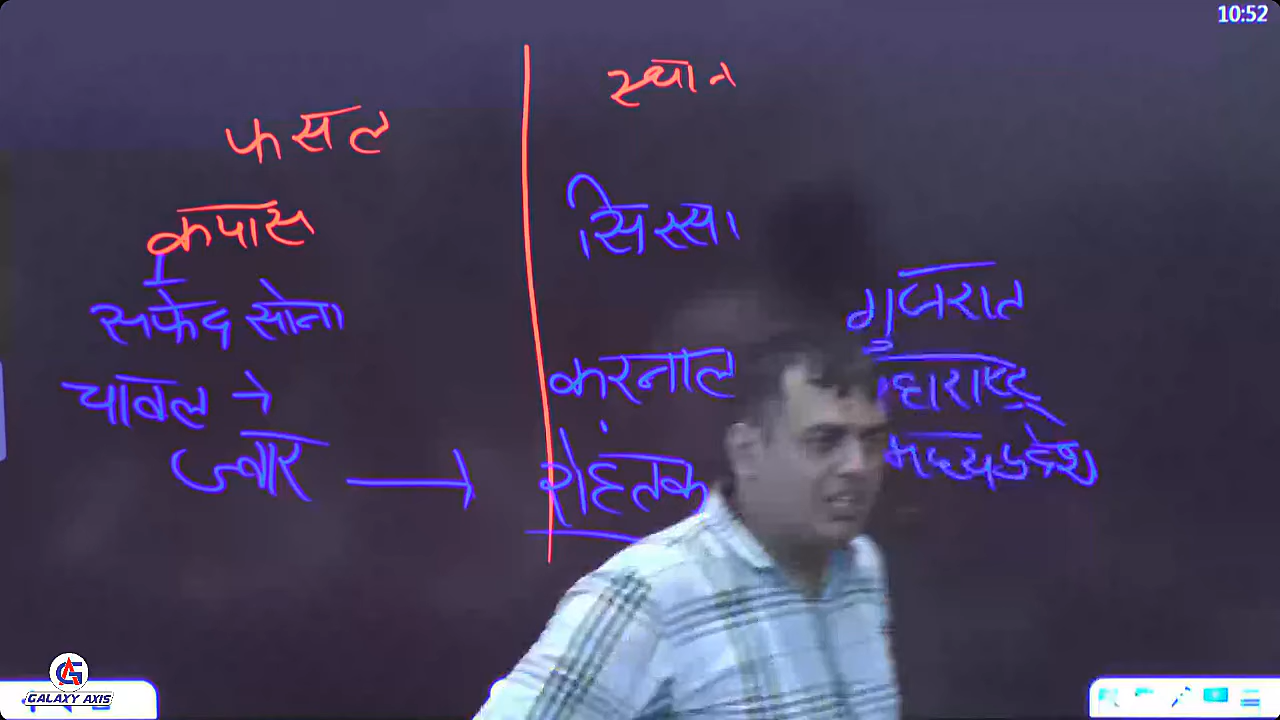 10:52
स्थान
फसल
सिरसा
कपास
सफेद सोना
गुजरात
करनाल
चावल →
हाराष्ट्र
ज्वार →
रोहतक
मध्यप्रदेश
GALAXY AXIS